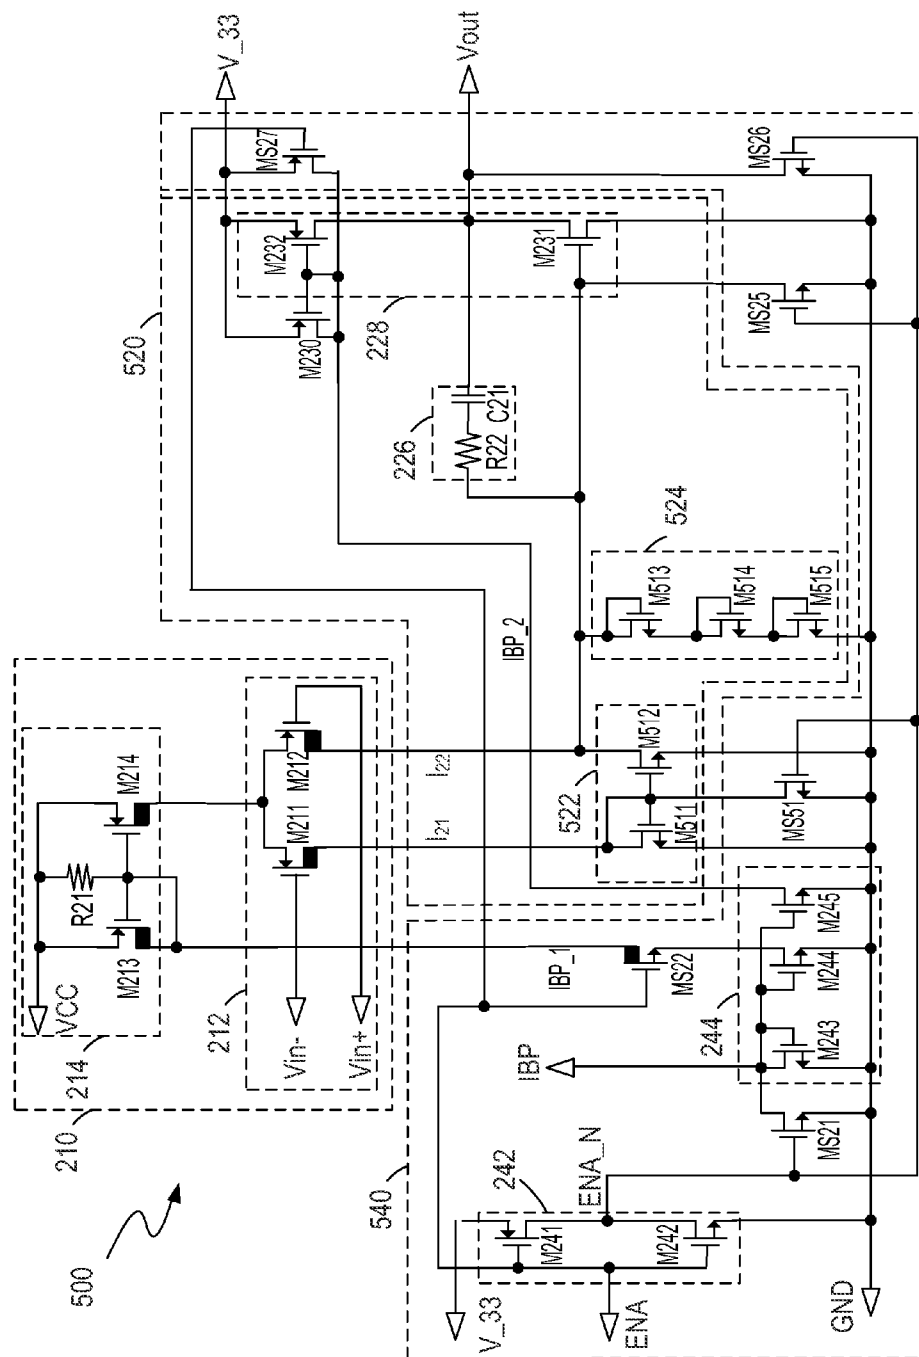 V_33
Vout
MS27
MS26
520
M232
M230
228
M231
MS25
226
R22 C21
524
M513
M514
M515
IBP_2
VCC
R21
M214
M213
214
M212
M211
212
Vin-
Vin+
210
I22
I21
522
M512
M511
MS51
IBP_1
MS22
M245
M244
M243
244
IBP
MS21
540
500
ENA_N
242
M241
M242
V_33
ENA
GND